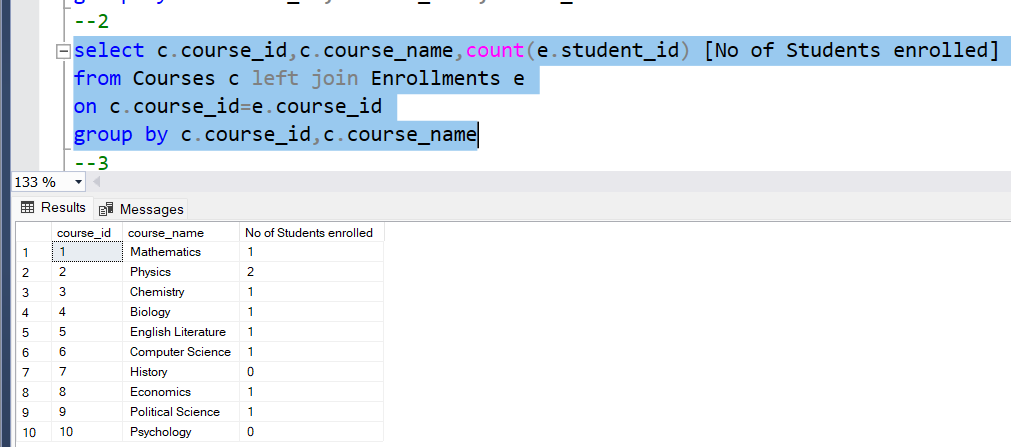 --2
select c.course_id,c.course_name,count(e.student_id) [No of Students enrolled]
from Courses c left join Enrollments e
on c.course_id=e.course_id
group by c.course_id,c.course_name
--3
133 %
Results Messages
course_id course_name No of Students enrolled
1 1 Mathematics 1
2 2 Physics 2
3 3 Chemistry 1
4 4 Biology 1
5 5 English Literature 1
6 6 Computer Science 1
7 7 History 0
8 8 Economics 1
9 9 Political Science 1
10 10 Psychology 0